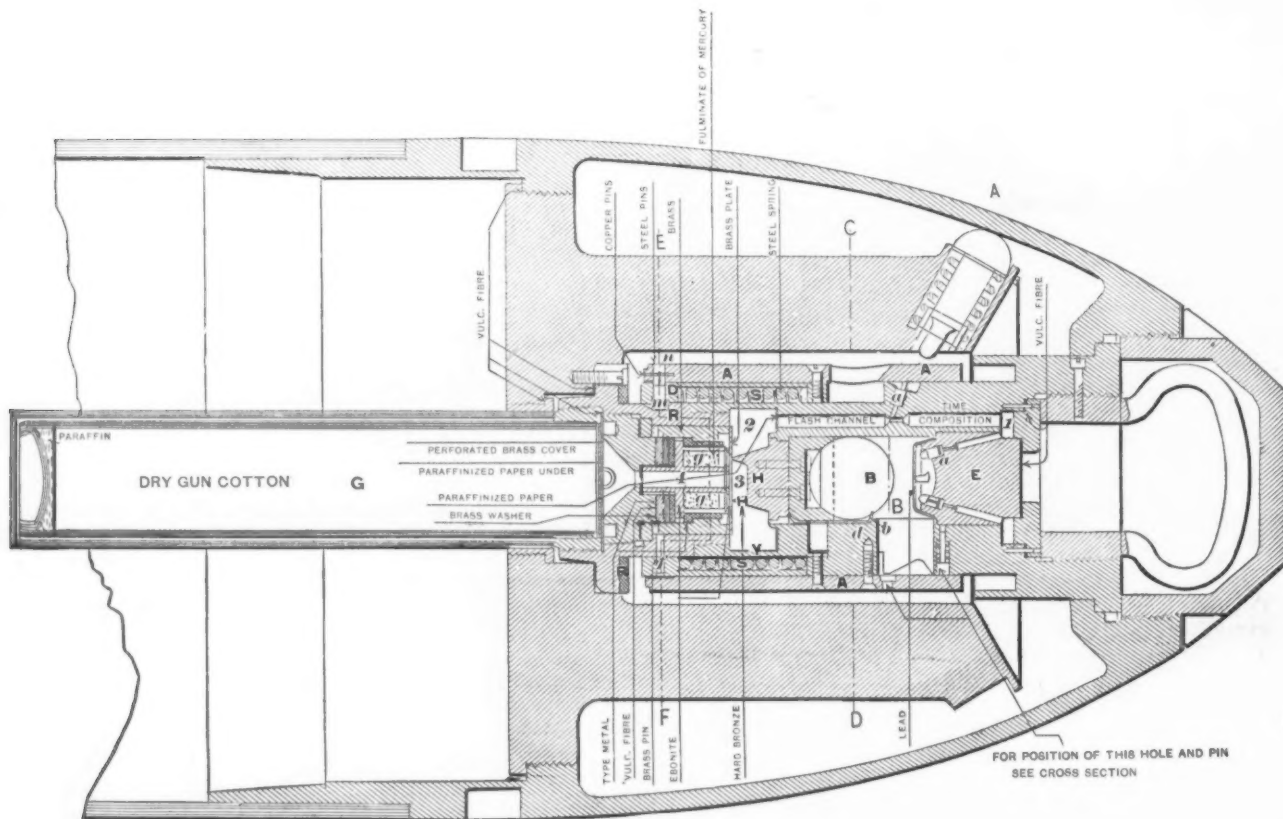 FULMINATE OF MERCURY
COPPER PINS
STEEL PINS
BRASS
BRASS PLATE
STEEL SPRING
VULC. FIBRE
VULC. FIBRE
A
C
E
n
D
A
A
S
m
R
a
2
FLASH CHANNEL
TIME
COMPOSITION
1
PARAFFIN
PERFORATED BRASS COVER
PARAFFINIZED PAPER UNDER
DRY GUN COTTON G
PARAFFINIZED PAPER
BRASS WASHER
g
1
3
H
H
g
B
B
a
E
d
b
V
S
A
F
D
TYPE METAL
VULC. FIBRE
BRASS PIN
EBONITE
HARD BRONZE
LEAD
FOR POSITION OF THIS HOLE AND PIN
SEE CROSS SECTION